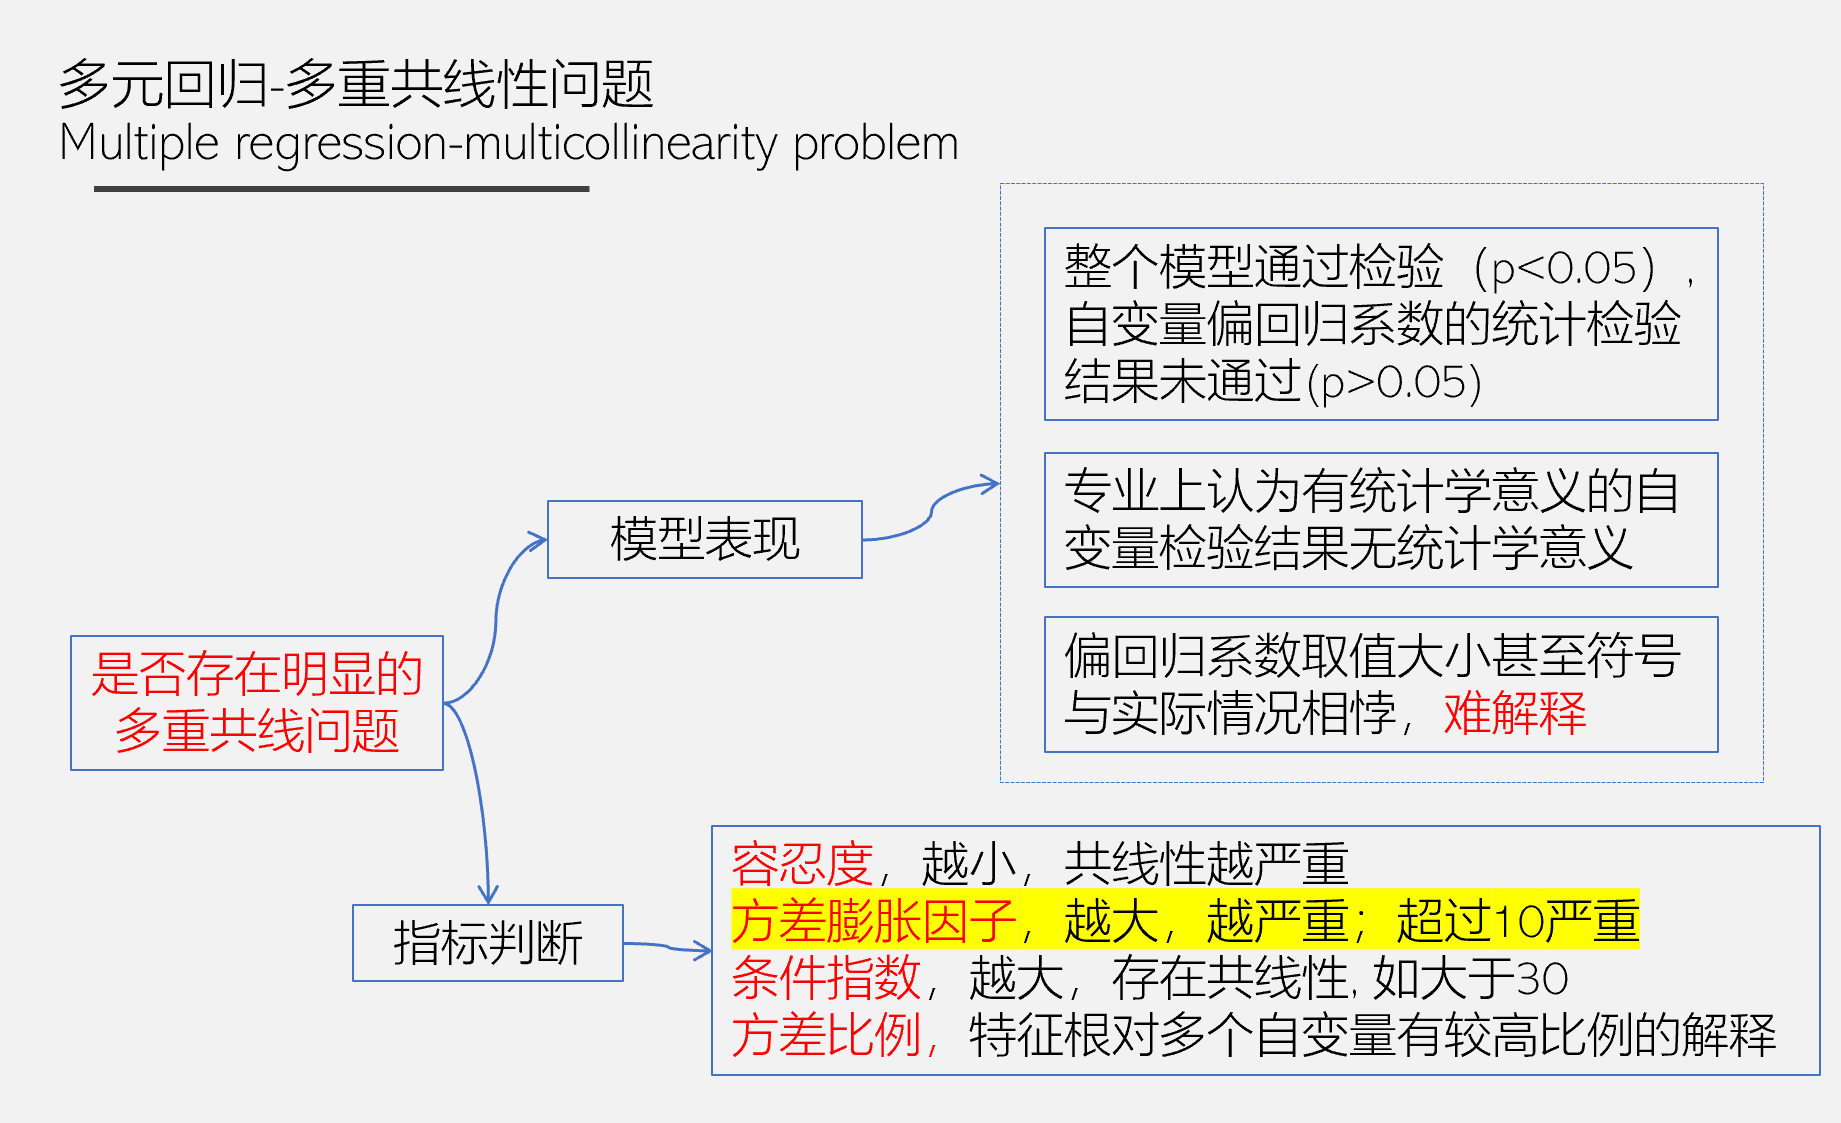 多元回归-多重共线性问题
Multiple regression-multicollinearity problem
整个模型通过检验（p<0.05）,
自变量偏回归系数的统计检验
结果未通过(p>0.05)
专业上认为有统计学意义的自
变量检验结果无统计学意义
偏回归系数取值大小甚至符号
与实际情况相悖，难解释
模型表现
是否存在明显的
多重共线问题
指标判断
容忍度，越小，共线性越严重
方差膨胀因子，越大，越严重；超过10严重
条件指数，越大，存在共线性, 如大于30
方差比例，特征根对多个自变量有较高比例的解释